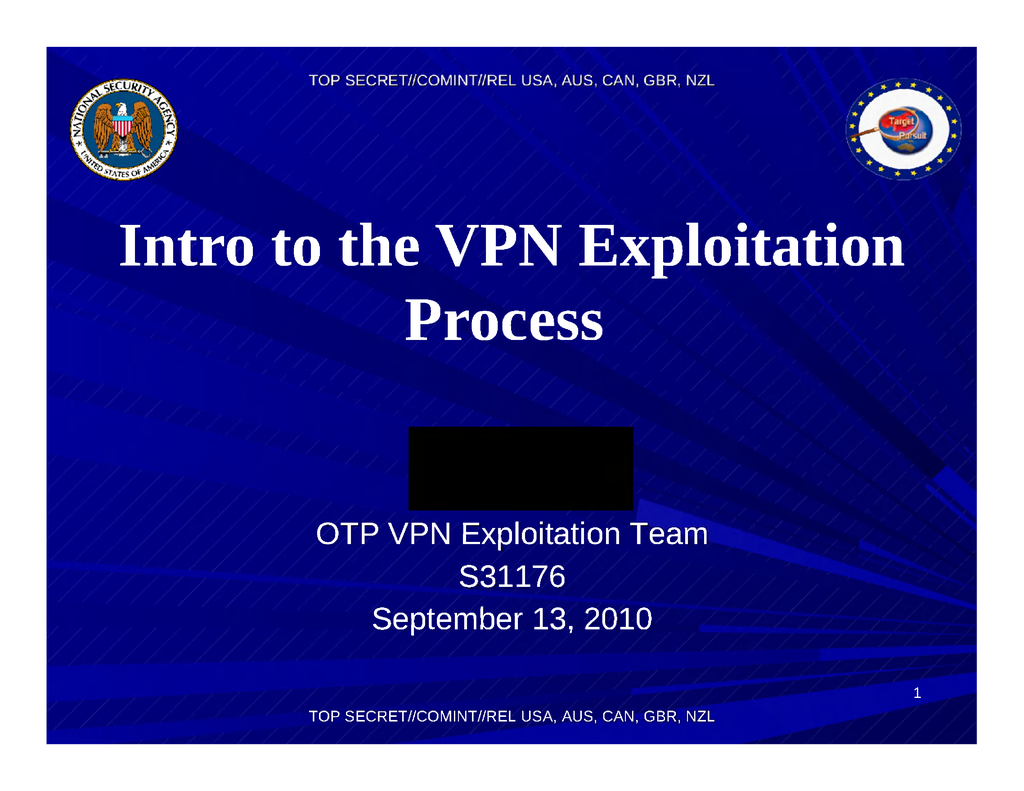 TOP SECRET//COMINT//REL USA, AUS, CAN, GBR, NZL
NATIONAL SECURITY AGENCY
UNITED STATES OF AMERICA
Target
Pursuit
Intro to the VPN Exploitation
Process
OTP VPN Exploitation Team
S31176
September 13, 2010
1
TOP SECRET//COMINT//REL USA, AUS, CAN, GBR, NZL